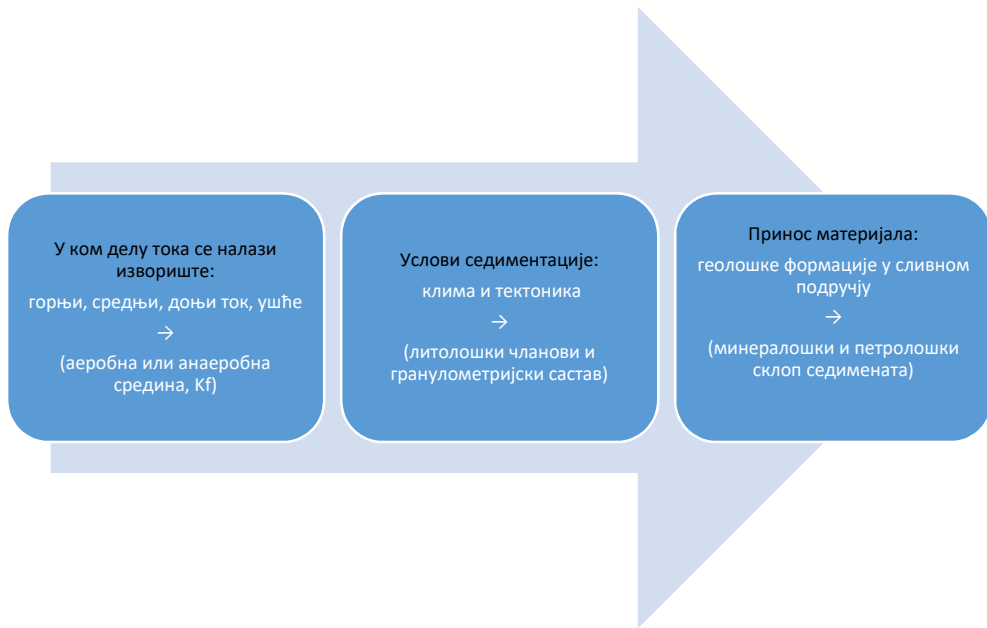 У ком делу тока се налази
извориште:
горњи, средњи, доњи ток, ушће
→
(аеробна или анаеробна
средина, Kf)
Услови седиментације:
клима и тектоника
→
(литолошки чланови и
гранулометријски састав)
Принос материјала:
геолошке формације у сливном
подручју
→
(минералошки и петролошки
склоп седимената)